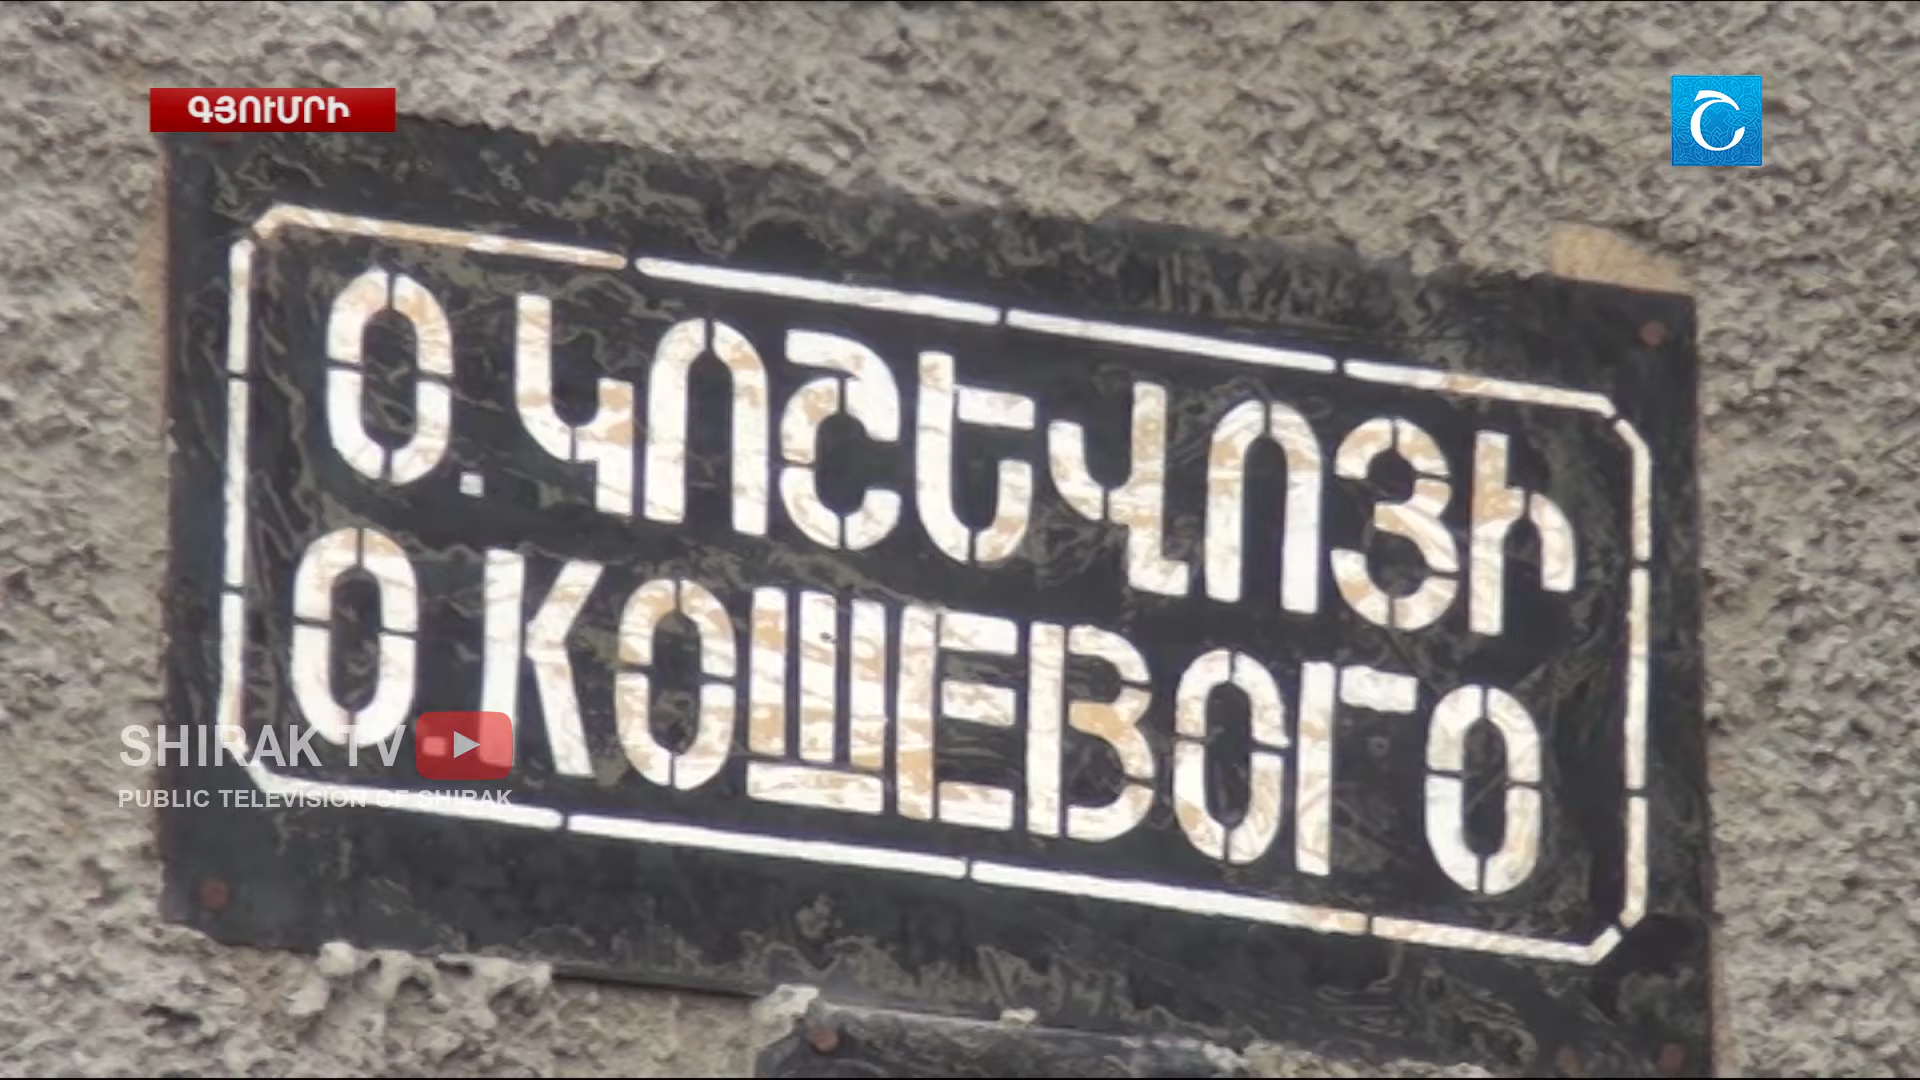 ԳՅՈՒՄՐԻ
Օ. ԿՈՇԵՎՈՅԻ
О КОШЕВОГО
SHIRAK TV
PUBLIC TELEVISION OF SHIRAK